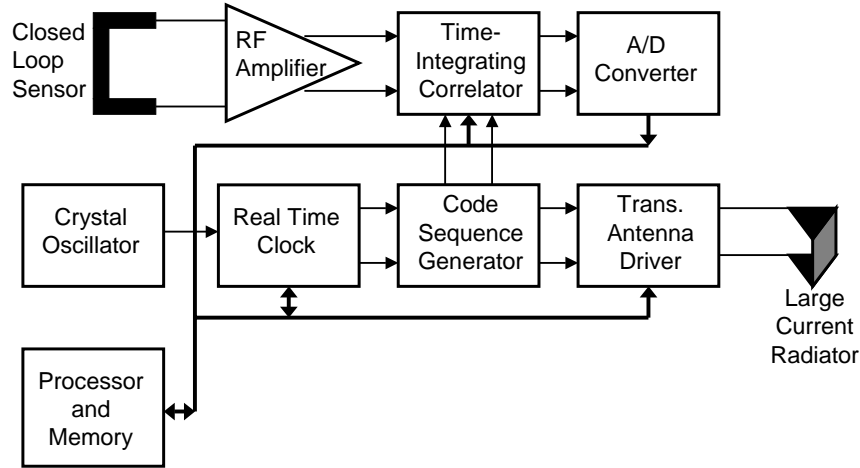 Closed
Loop
Sensor
RF
Amplifier
Time-
Integrating
Correlator
A/D
Converter
Crystal
Oscillator
Real Time
Clock
Code
Sequence
Generator
Trans.
Antenna
Driver
Large
Current
Radiator
Processor
and
Memory